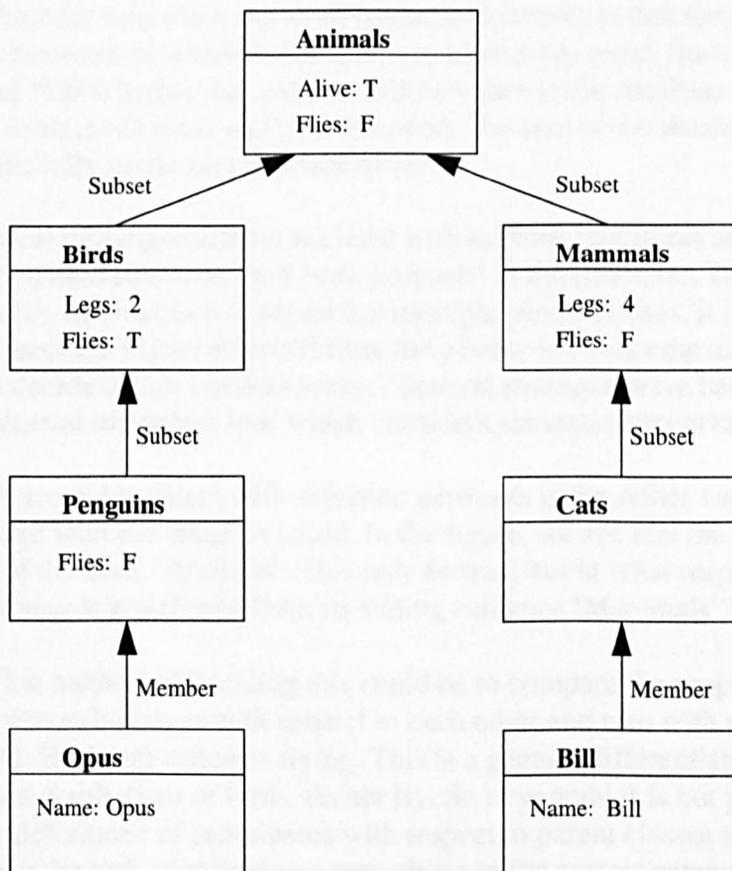 Animals
Alive: T
Flies: F
Subset
Subset
Birds
Legs: 2
Flies: T
Mammals
Legs: 4
Flies: F
Subset
Subset
Penguins
Flies: F
Cats
Member
Member
Opus
Name: Opus
Bill
Name: Bill